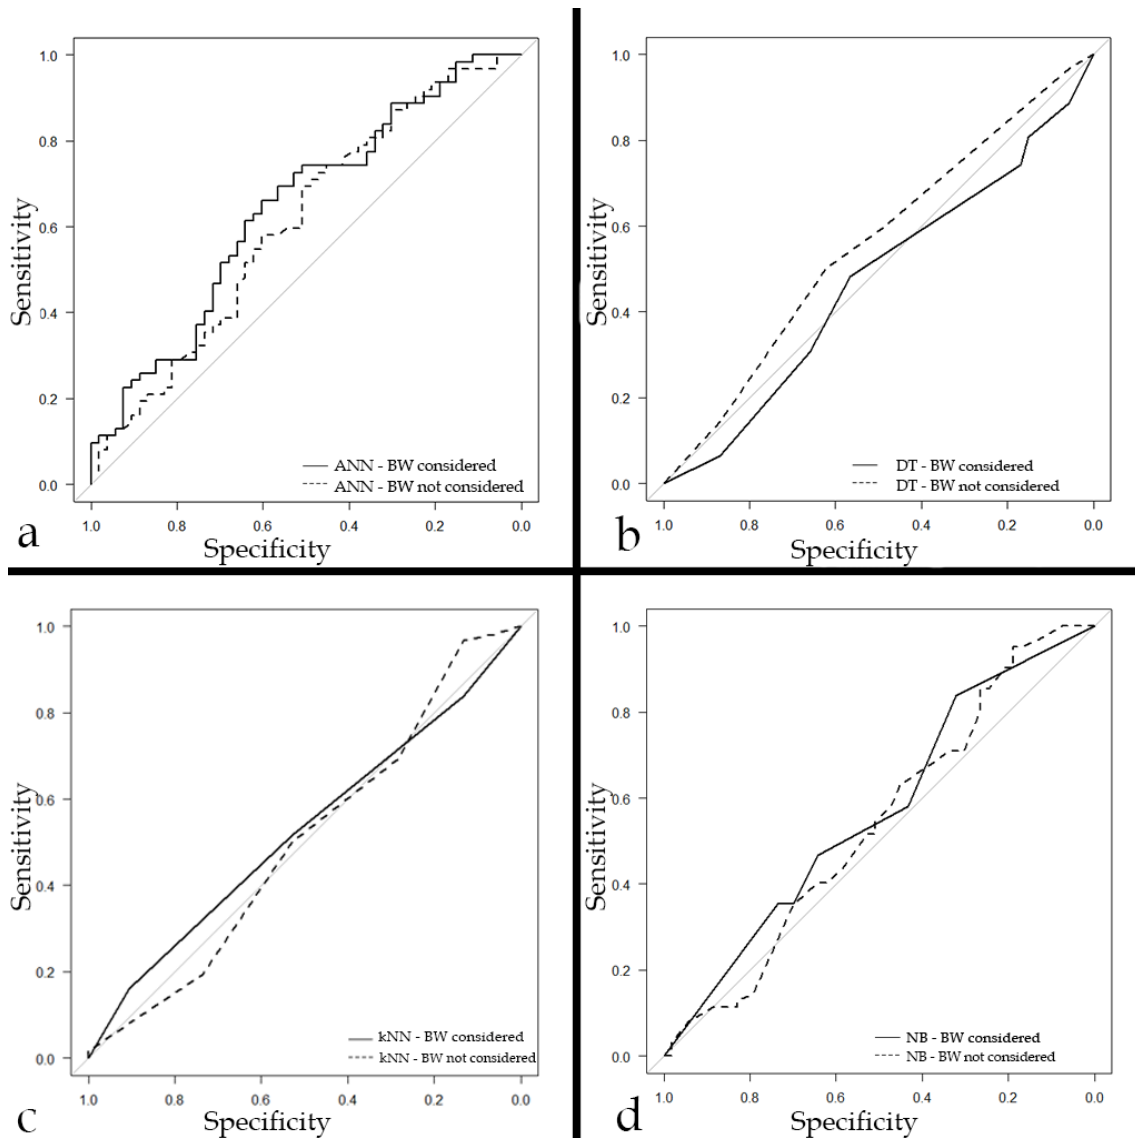 1.0
0.8
0.6
0.4
0.2
0.0
Sensitivity
ANN - BW considered
ANN - BW not considered
1.0 0.8 0.6 0.4 0.2 0.0
Specificity
a
1.0
0.8
0.6
0.4
0.2
0.0
Sensitivity
DT - BW considered
DT - BW not considered
1.0 0.8 0.6 0.4 0.2 0.0
Specificity
b
1.0
0.8
0.6
0.4
0.2
0.0
Sensitivity
kNN - BW considered
kNN - BW not considered
1.0 0.8 0.6 0.4 0.2 0.0
Specificity
c
1.0
0.8
0.6
0.4
0.2
0.0
Sensitivity
NB - BW considered
NB - BW not considered
1.0 0.8 0.6 0.4 0.2 0.0
Specificity
d